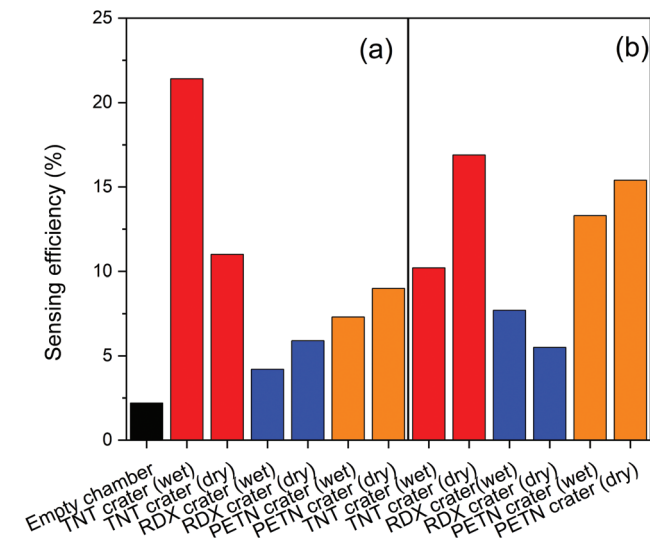 Sensing efficiency (%)
25
20
15
10
5
0
(a)
(b)
Empty chamber
TNT crater (wet)
TNT crater (dry)
RDX crater (wet)
RDX crater (dry)
PETN crater (wet)
PETN crater (dry)
TNT crater (wet)
TNT crater (dry)
RDX crater(wet)
RDX crater (dry)
PETN crater (wet)
PETN crater (dry)